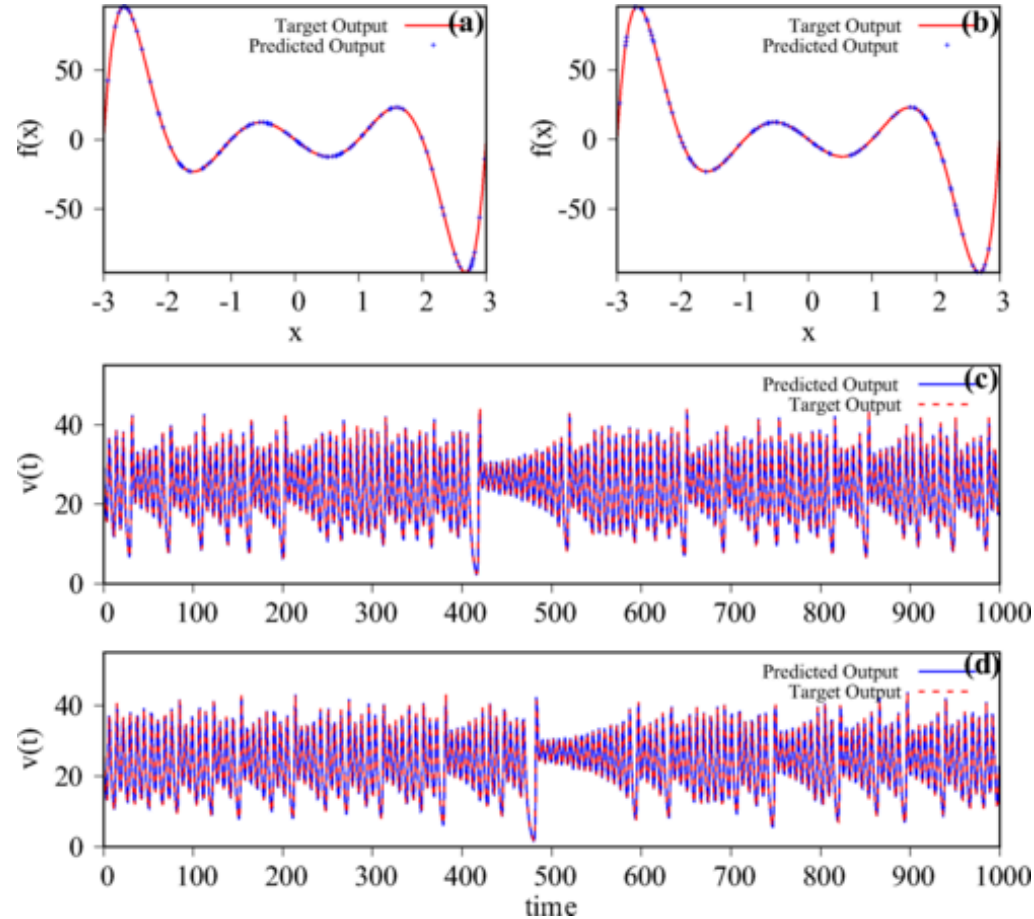 Target Output (a)
Predicted Output
50
0
-50
f(x)
-3 -2 -1 0 1 2 3
x
Target Output (b)
Predicted Output
50
0
-50
f(x)
-3 -2 -1 0 1 2 3
x
Predicted Output (c)
Target Output
40
20
0
v(t)
0 100 200 300 400 500 600 700 800 900 1000
Predicted Output (d)
Target Output
40
20
0
v(t)
0 100 200 300 400 500 600 700 800 900 1000
time